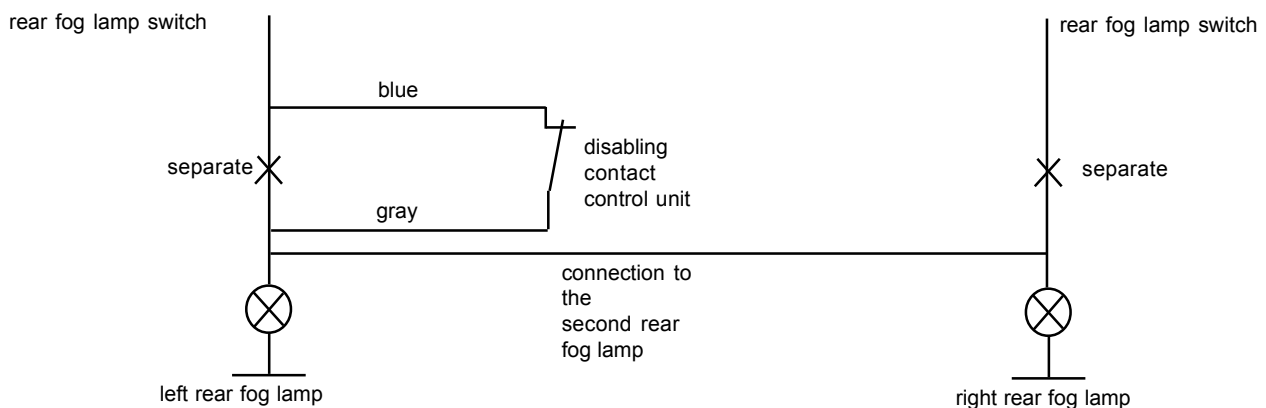 rear fog lamp switch
rear fog lamp switch
blue
disabling
contact
control unit
separate
separate
gray
connection to
the
second rear
fog lamp
left rear fog lamp
right rear fog lamp